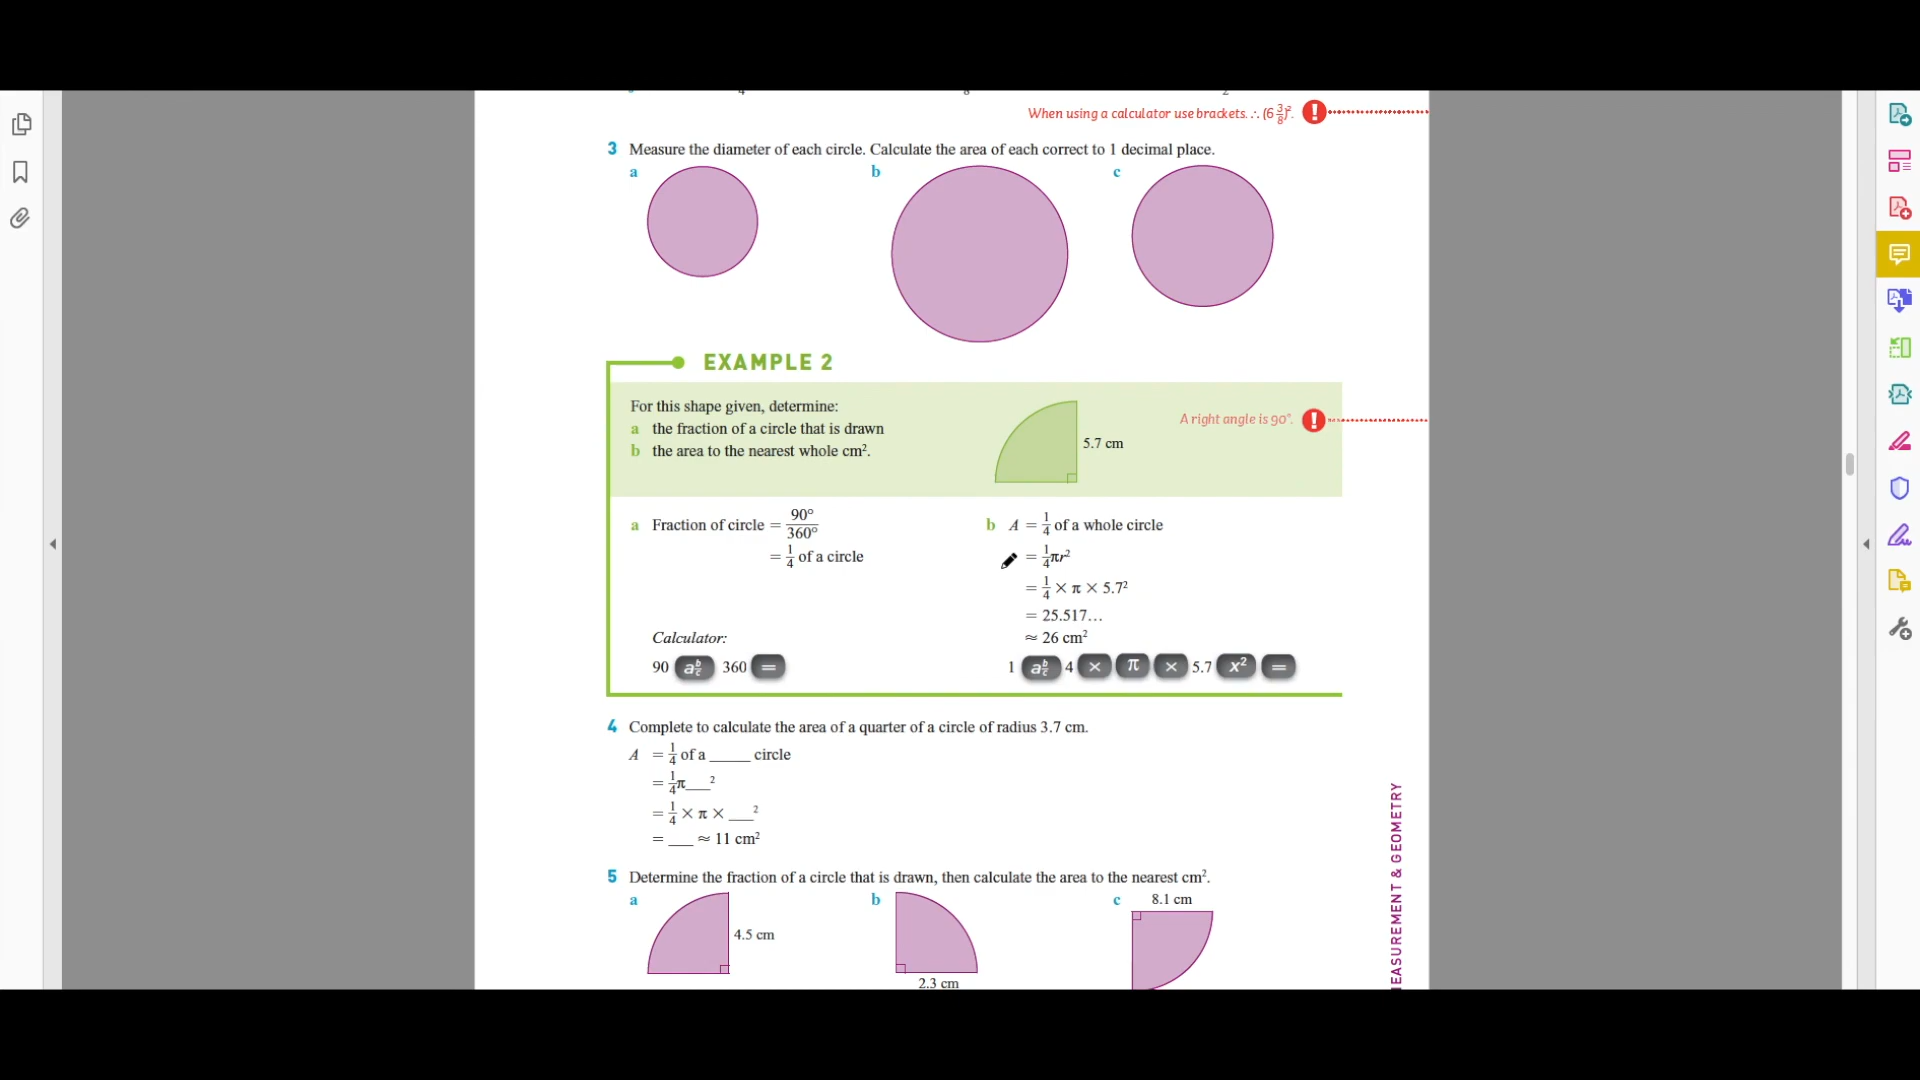 When using a calculator use brackets. ∴ (6 3/8)².
3 Measure the diameter of each circle. Calculate the area of each correct to 1 decimal place.
a b c
EXAMPLE 2
For this shape given, determine:
a the fraction of a circle that is drawn
b the area to the nearest whole cm².
5.7 cm
A right angle is 90°.
a Fraction of circle = 90°/360°
= 1/4 of a circle
Calculator:
90 a b/c 360 =
b A = 1/4 of a whole circle
= 1/4 πr²
= 1/4 × π × 5.7²
= 25.517...
≈ 26 cm²
1 a b/c 4 × π × 5.7 x² =
4 Complete to calculate the area of a quarter of a circle of radius 3.7 cm.
A = 1/4 of a _____ circle
= 1/4 π___²
= 1/4 × π × ___²
= ___ ≈ 11 cm²
5 Determine the fraction of a circle that is drawn, then calculate the area to the nearest cm².
a 4.5 cm
b 2.3 cm
c 8.1 cm
EASUREMENT & GEOMETRY